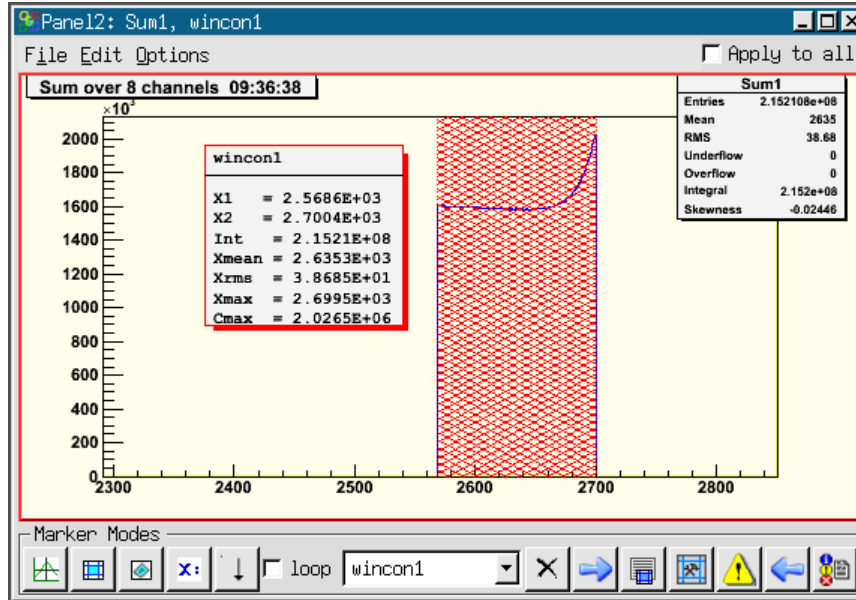 Panel2: Sum1, wincon1
File Edit Options
Apply to all
Sum over 8 channels 09:36:38
Sum1
Entries 2.152108e+08
Mean 2635
RMS 38.68
Underflow 0
Overflow 0
Integral 2.152e+08
Skewness -0.02446
×10³
2000
1800
1600
1400
1200
1000
800
600
400
200
0
wincon1
X1 = 2.5686E+03
X2 = 2.7004E+03
Int = 2.1521E+08
Xmean = 2.6353E+03
Xrms = 3.8685E+01
Xmax = 2.6995E+03
Cmax = 2.0265E+06
2300 2400 2500 2600 2700 2800
Marker Modes
X:
loop
wincon1